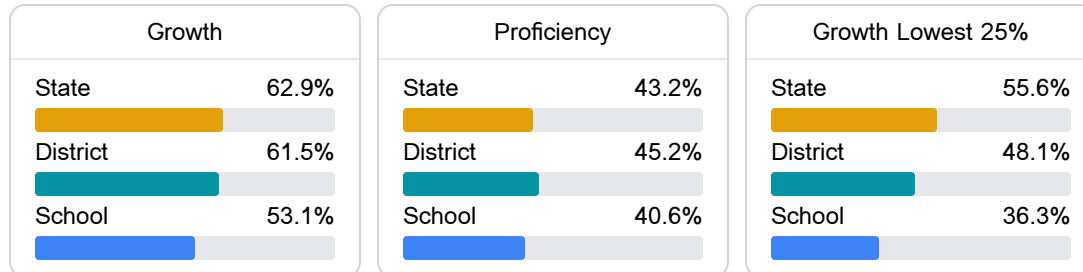 Growth
State 62.9%
District 61.5%
School 53.1%
Proficiency
State 43.2%
District 45.2%
School 40.6%
Growth Lowest 25%
State 55.6%
District 48.1%
School 36.3%